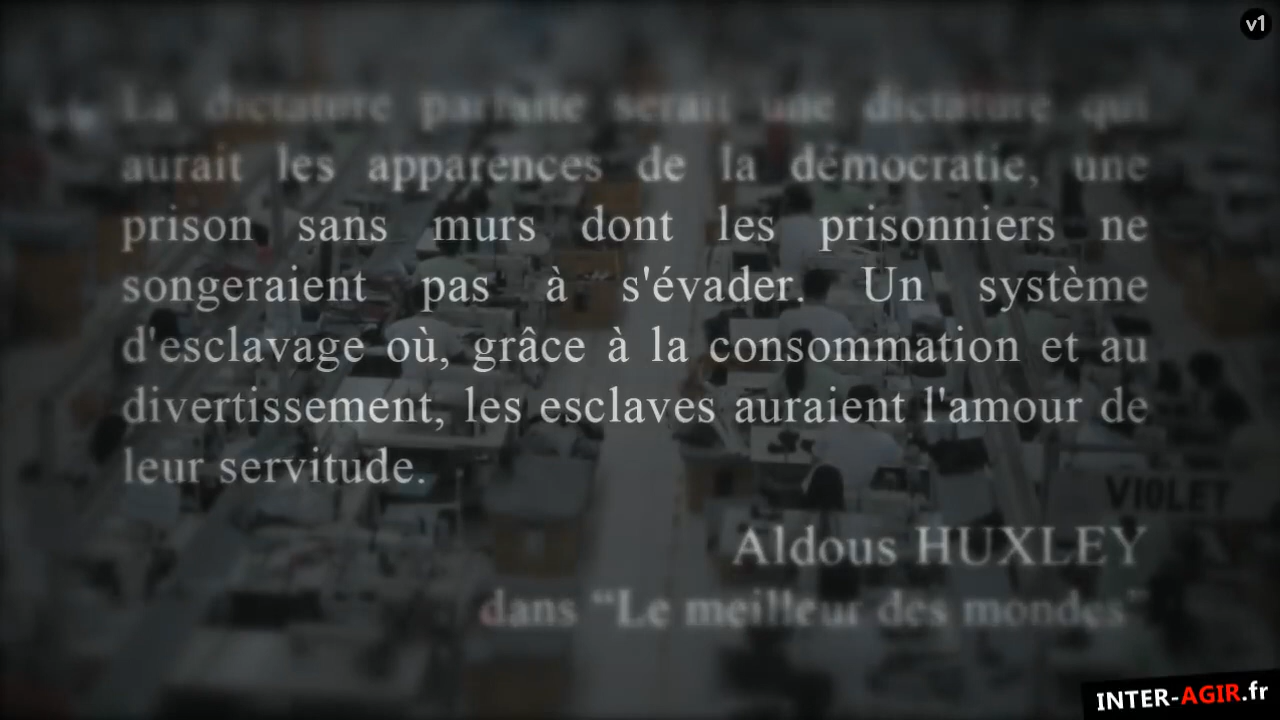 v1
La dictature parfaite serait une dictature qui
aurait les apparences de la démocratie, une
prison sans murs dont les prisonniers ne
songeraient pas à s'évader. Un système
d'esclavage où, grâce à la consommation et au
divertissement, les esclaves auraient l'amour de
leur servitude.
VIOLET
Aldous HUXLEY
dans “Le meilleur des mondes”
INTER-AGIR.fr